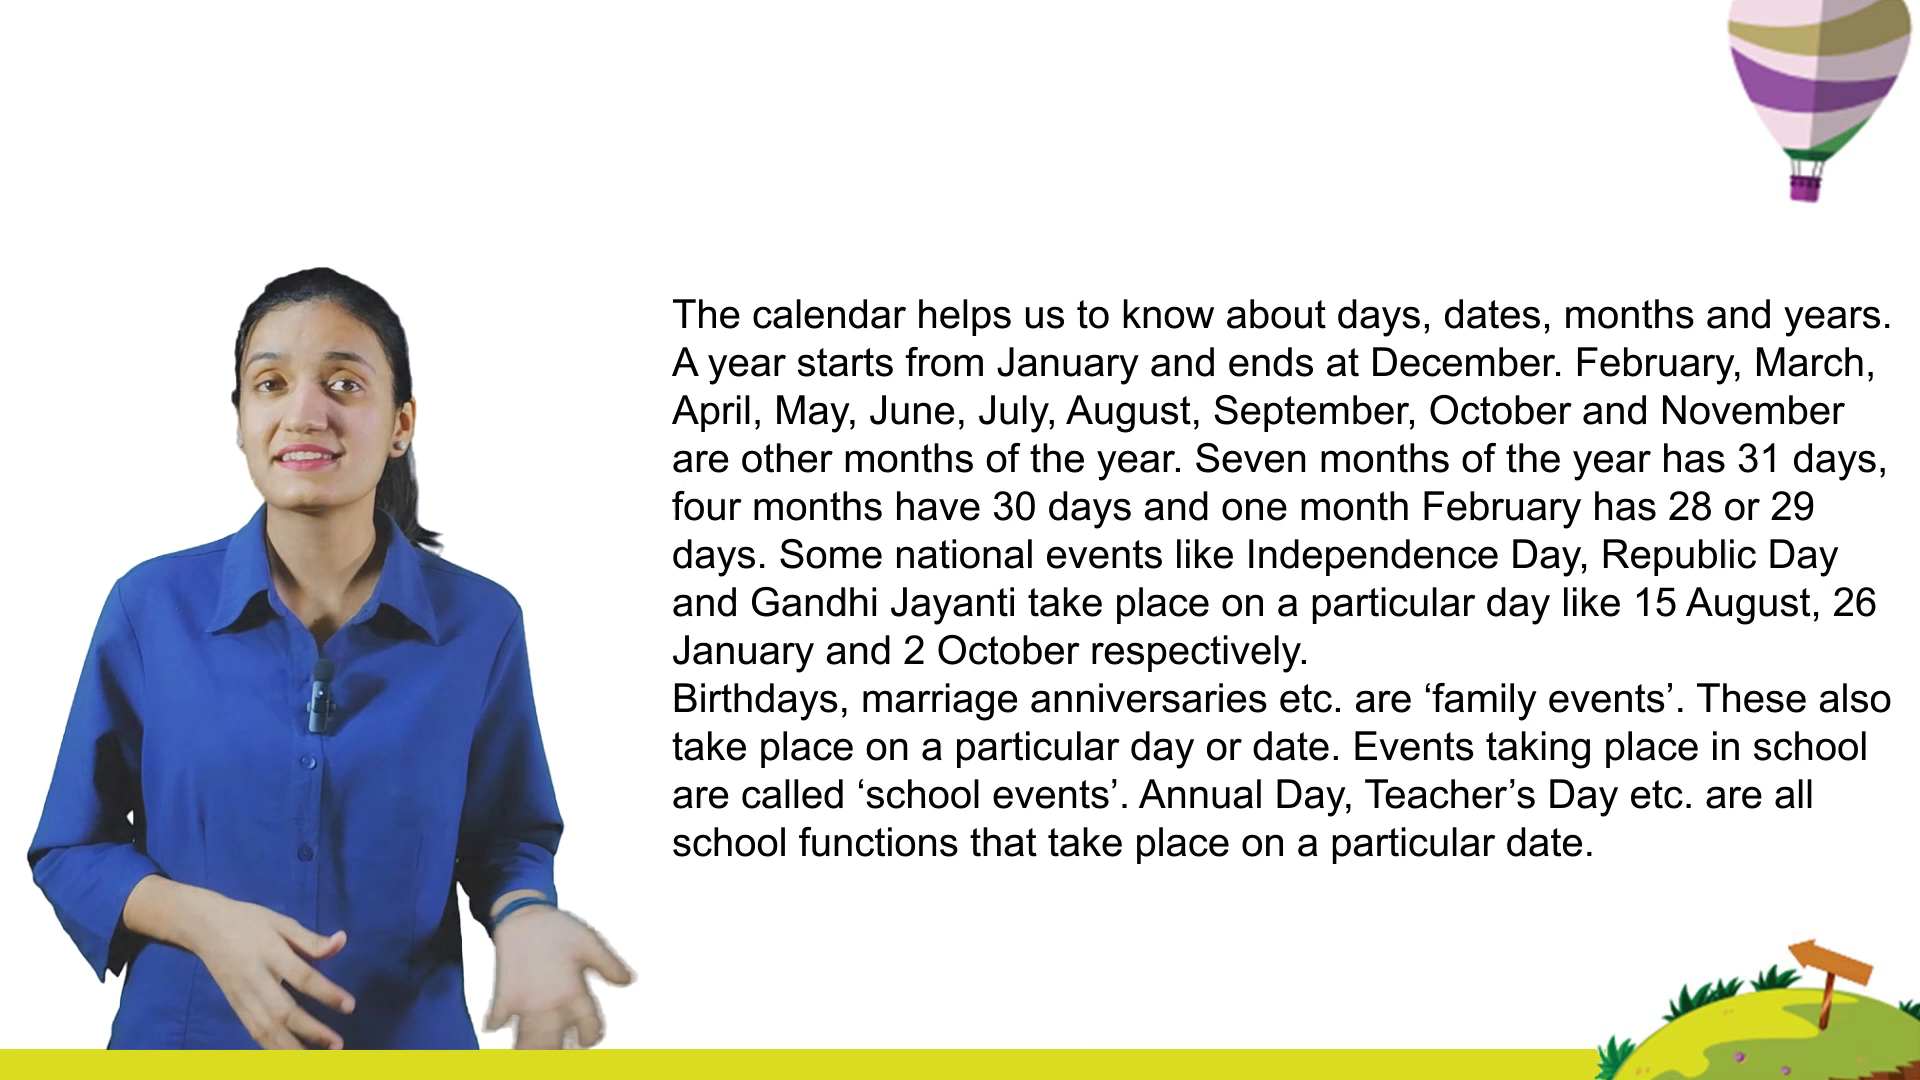 The calendar helps us to know about days, dates, months and years.
A year starts from January and ends at December. February, March,
April, May, June, July, August, September, October and November
are other months of the year. Seven months of the year has 31 days,
four months have 30 days and one month February has 28 or 29
days. Some national events like Independence Day, Republic Day
and Gandhi Jayanti take place on a particular day like 15 August, 26
January and 2 October respectively.
Birthdays, marriage anniversaries etc. are ‘family events’. These also
take place on a particular day or date. Events taking place in school
are called ‘school events’. Annual Day, Teacher’s Day etc. are all
school functions that take place on a particular date.